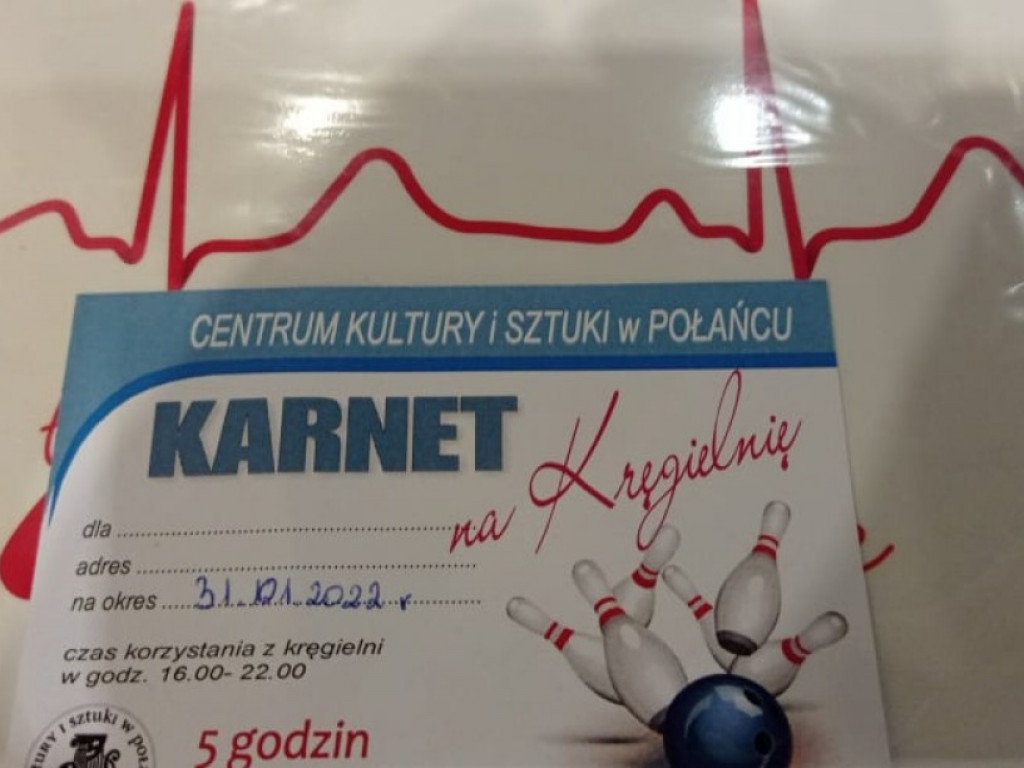 CENTRUM KULTURY i SZTUKI w POŁAŃCU
KARNET
na Kręgielnię
dla
adres
na okres 31.01.2022 r
czas korzystania z kręgielni
w godz. 16.00- 22.00
5 godzin